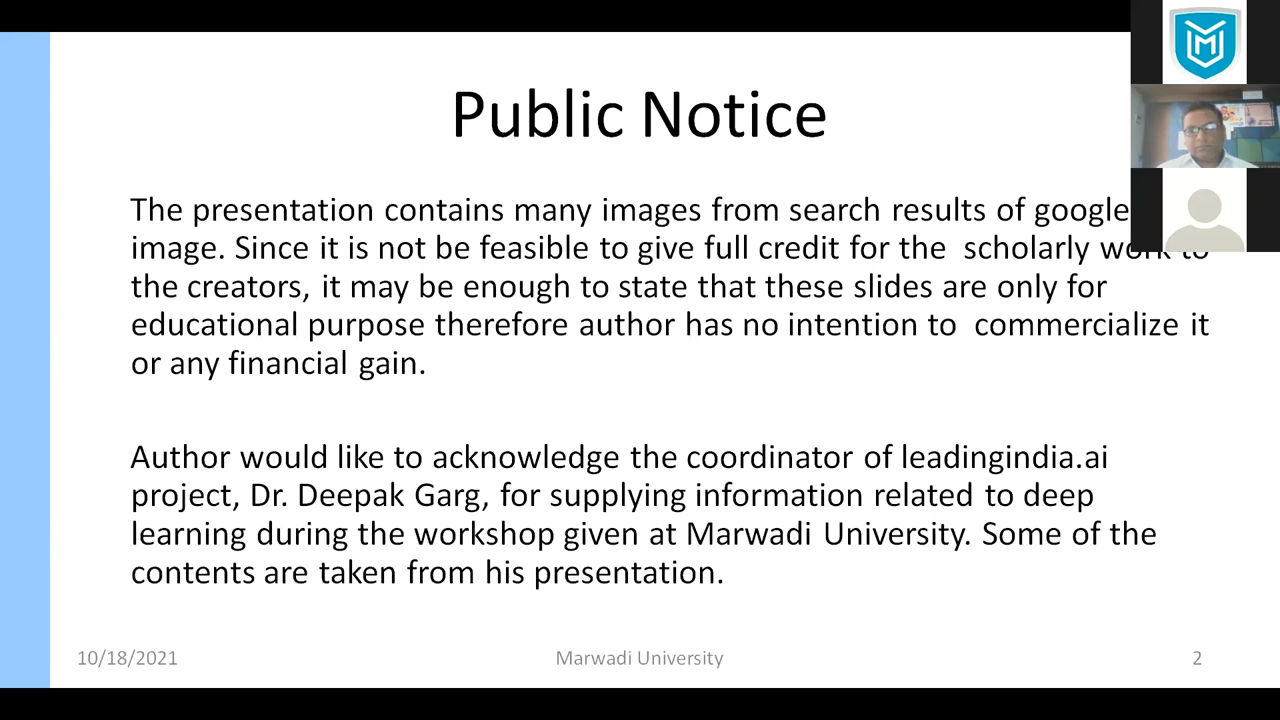 Public Notice
The presentation contains many images from search results of google
image. Since it is not be feasible to give full credit for the scholarly work to
the creators, it may be enough to state that these slides are only for
educational purpose therefore author has no intention to commercialize it
or any financial gain.
Author would like to acknowledge the coordinator of leadingindia.ai
project, Dr. Deepak Garg, for supplying information related to deep
learning during the workshop given at Marwadi University. Some of the
contents are taken from his presentation.
10/18/2021
Marwadi University
2